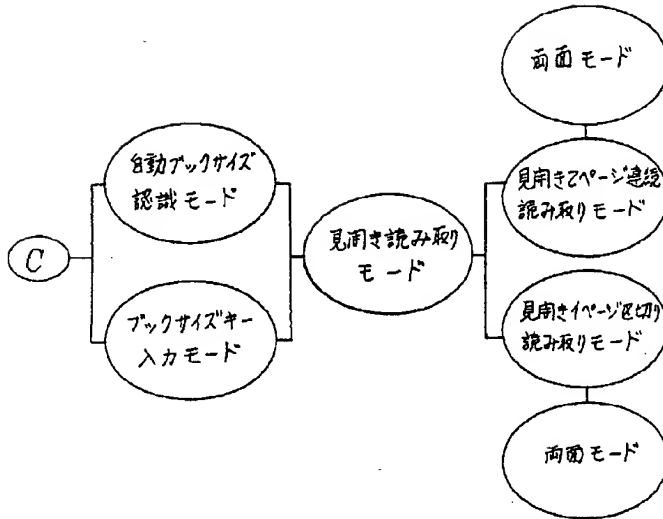 両面モード
自動ブックサイズ
認識モード
見開き2ページ連続
読み取りモード
C
見開き読み取り
モード
ブックサイズキー
入力モード
見開き1ページ区切り
読み取りモード
両面モード